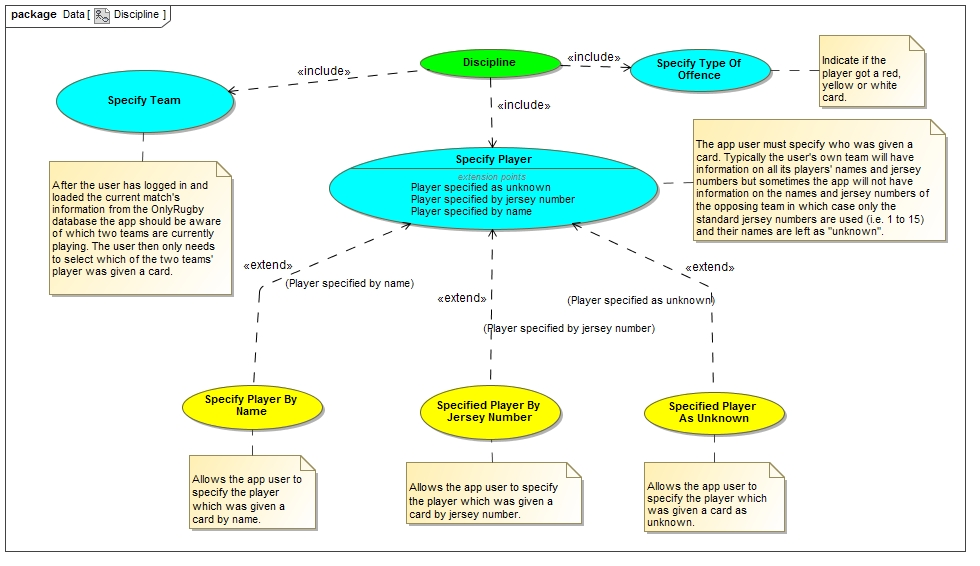 package Data [ Discipline ]
Discipline
«include»
«include»
«include»
Specify Team
Specify Type Of
Offence
Indicate if the
player got a red,
yellow or white
card.
Specify Player
extension points
Player specified as unknown
Player specified by jersey number
Player specified by name
The app user must specify who was given a
card. Typically the user's own team will have
information on all its players' names and jersey
numbers but sometimes the app will not have
information on the names and jersey numbers of
the opposing team in which case only the
standard jersey numbers are used (i.e. 1 to 15)
and their names are left as "unknown".
After the user has logged in and
loaded the current match's
information from the OnlyRugby
database the app should be aware
of which two teams are currently
playing. The user then only needs
to select which of the two teams'
player was given a card.
«extend»
(Player specified by name)
«extend»
(Player specified by jersey number)
«extend»
(Player specified as unknown)
Specify Player By
Name
Specified Player By
Jersey Number
Specified Player
As Unknown
Allows the app user to
specify the player
which was given a
card by name.
Allows the app user to specify
the player which was given a
card by jersey number.
Allows the app user to
specify the player which
was given a card as
unknown.